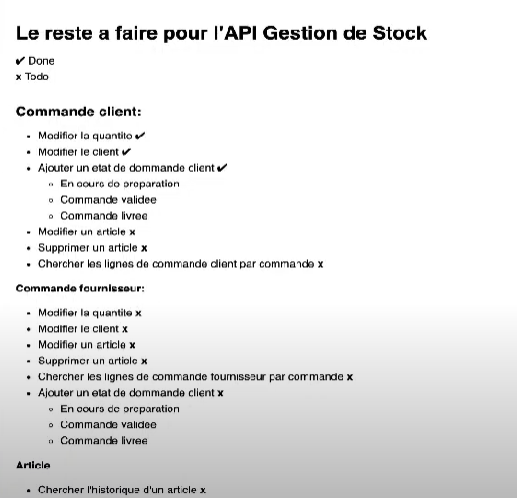 Le reste a faire pour l'API Gestion de Stock
✔ Done
x Todo
Commande client:
• Modifier la quantite ✔
• Modifier le client ✔
• Ajouter un etat de dommande client ✔
◦ En cours de preparation
◦ Commande validee
◦ Commande livree
• Modifier un article x
• Supprimer un article x
• Chercher les lignes de commande client par commande x
Commande fournisseur:
• Modifier la quantite x
• Modifier le client x
• Modifier un article x
• Supprimer un article x
• Chercher les lignes de commande fournisseur par commande x
• Ajouter un etat de dommande client x
◦ En cours de preparation
◦ Commande validee
◦ Commande livree
Article
• Chercher l'historique d'un article x